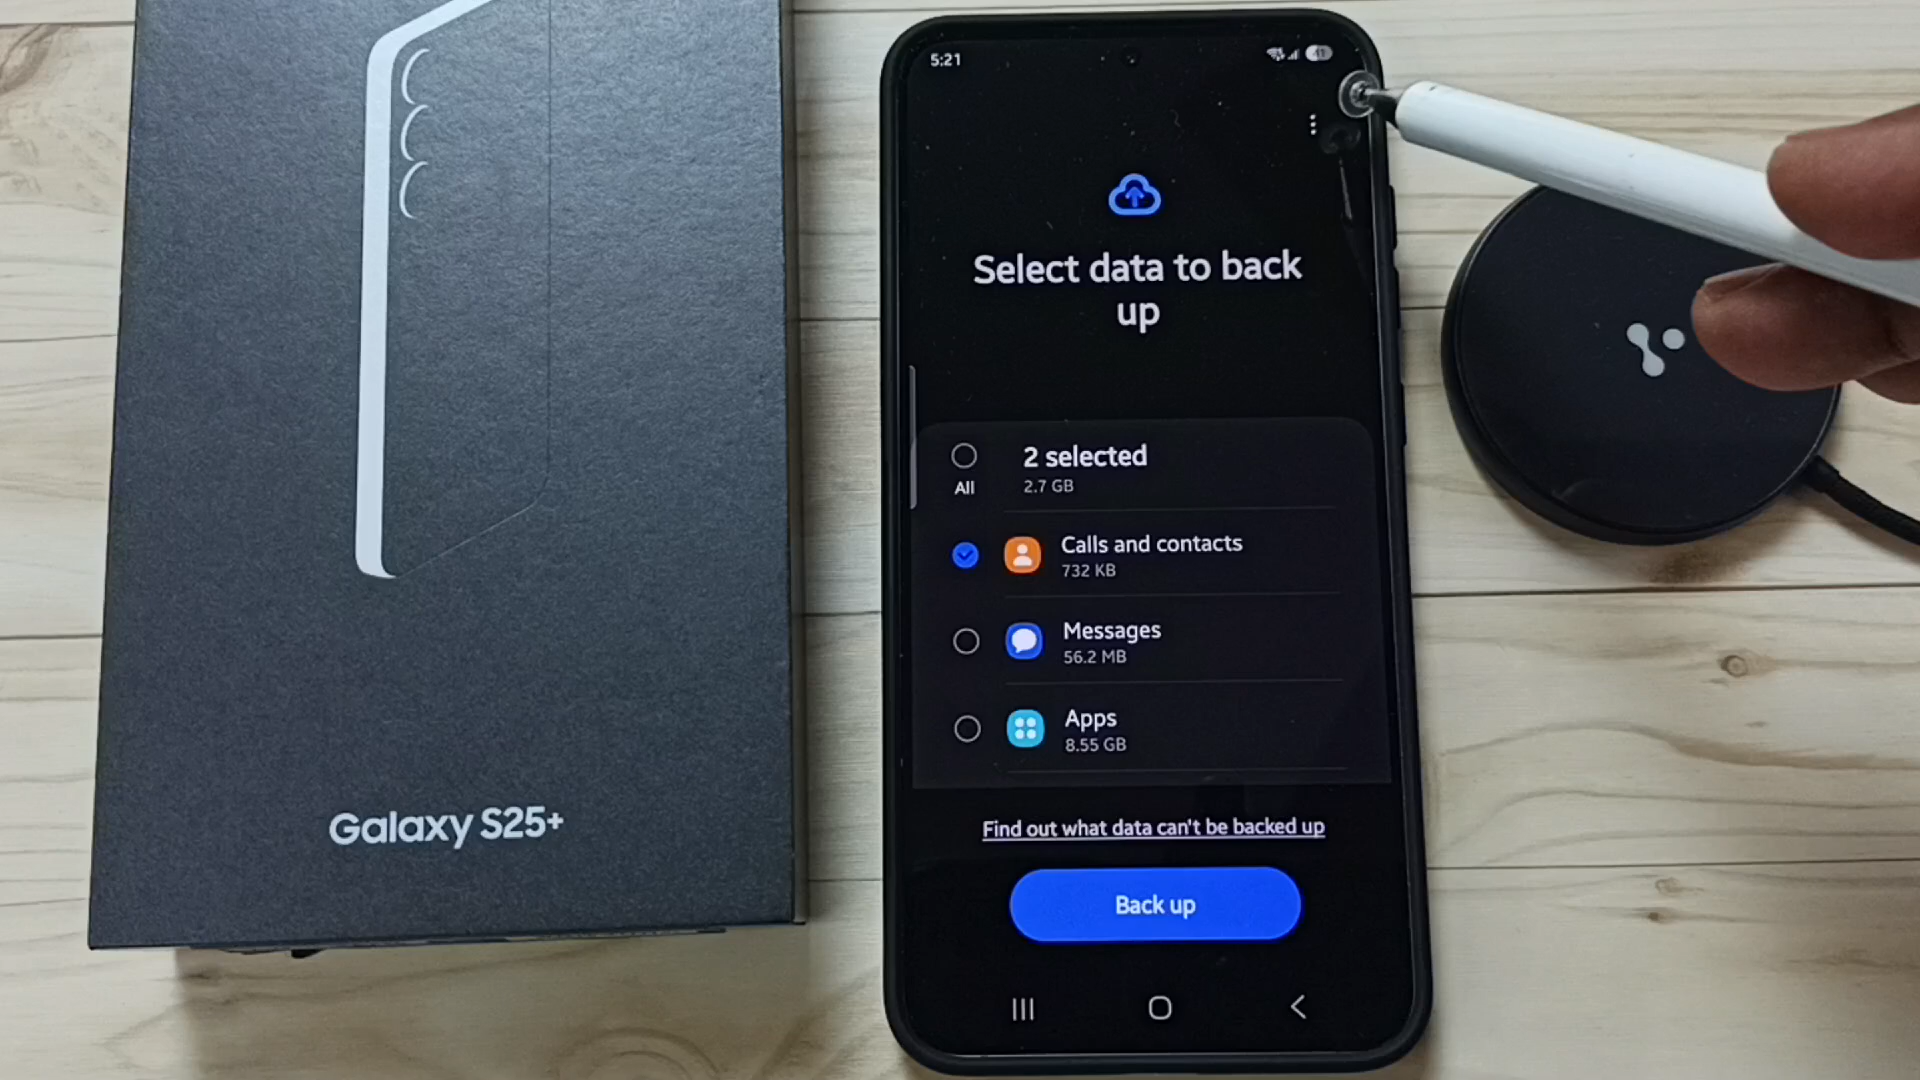 Galaxy S25+
5:21
41
Select data to back
up
All
2 selected
2.7 GB
Calls and contacts
732 KB
Messages
56.2 MB
Apps
8.55 GB
Find out what data can't be backed up
Back up